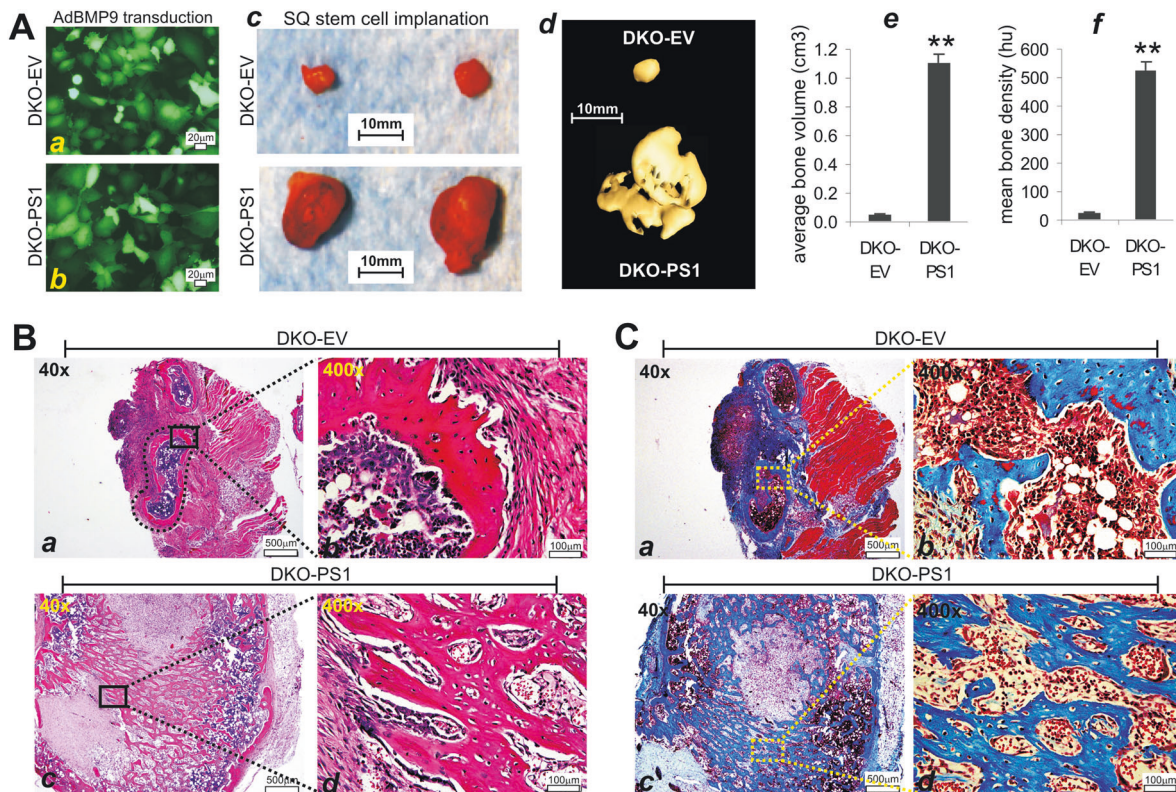 A
AdBMP9 transduction
DKO-EV
a
20μm
DKO-PS1
b
20μm
c
SQ stem cell implanation
DKO-EV
10mm
DKO-PS1
10mm
d
DKO-EV
10mm
DKO-PS1
e
**
average bone volume (cm3)
1.2
1.0
0.8
0.6
0.4
0.2
0.0
DKO-
EV
DKO-
PS1
f
**
mean bone density (hu)
600
500
400
300
200
100
0
DKO-
EV
DKO-
PS1
B
DKO-EV
40x
a
500μm
400x
b
100μm
DKO-PS1
40x
c
500μm
400x
d
100μm
C
DKO-EV
40x
a
500μm
400x
b
100μm
DKO-PS1
40x
c
500μm
400x
d
100μm